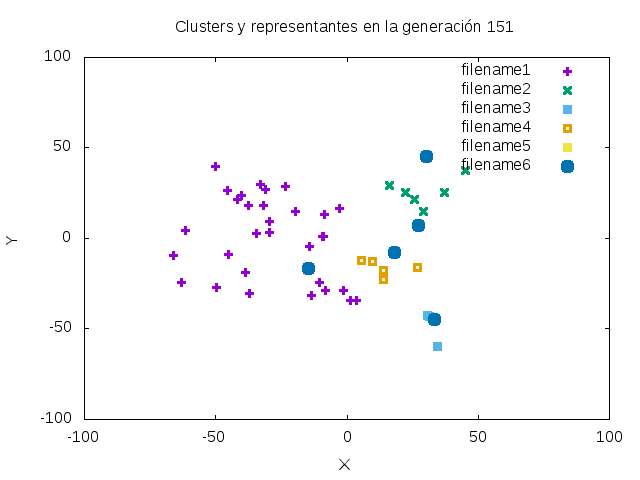 Clusters y representantes en la generación 151
100
50
0
-50
-100
-100
-50
0
50
100
Y
X
filename1
filename2
filename3
filename4
filename5
filename6